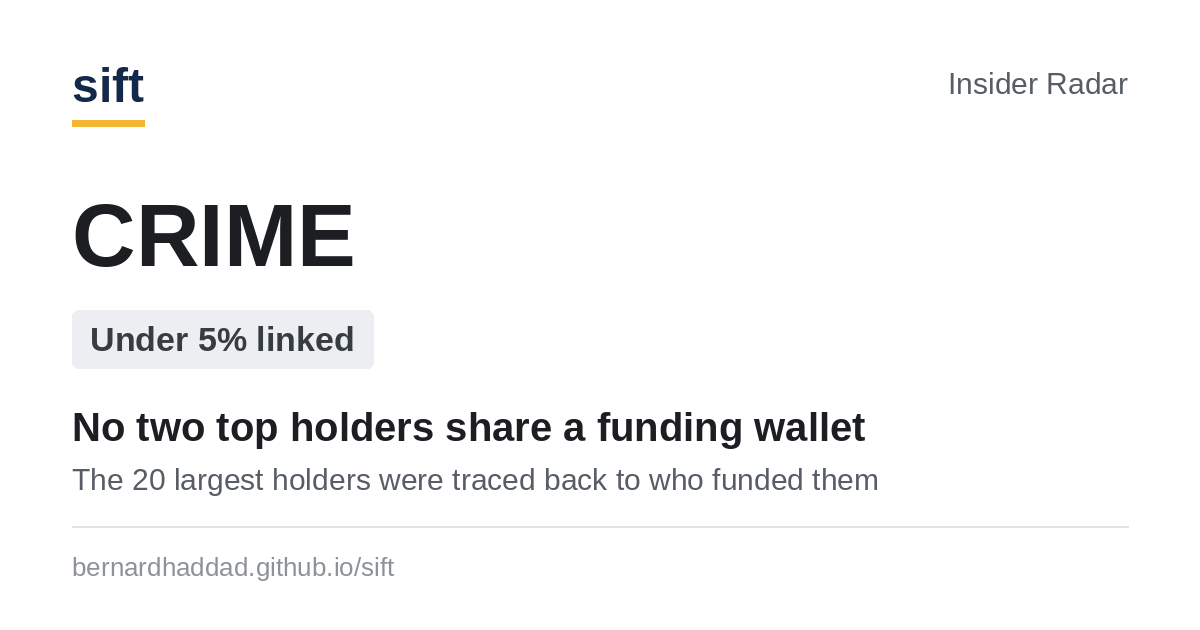 sift
Insider Radar
CRIME
Under 5% linked
No two top holders share a funding wallet
The 20 largest holders were traced back to who funded them
bernardhaddad.github.io/sift